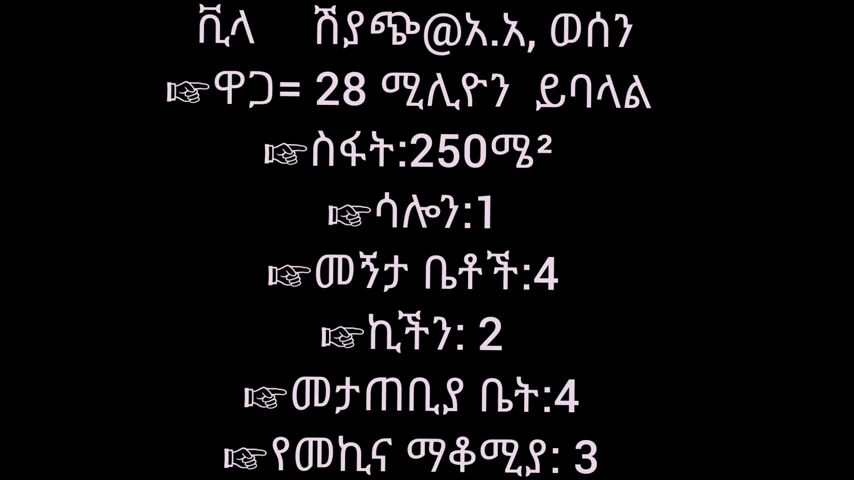 ቪላ ሽያጭ@አ.አ, ወሰን
☞ዋጋ= 28 ሚሊዮን ይባላል
☞ስፋት:250ሜ²
☞ሳሎን:1
☞መኝታ ቤቶች:4
☞ኪችን: 2
☞መታጠቢያ ቤት:4
☞የመኪና ማቆሚያ: 3